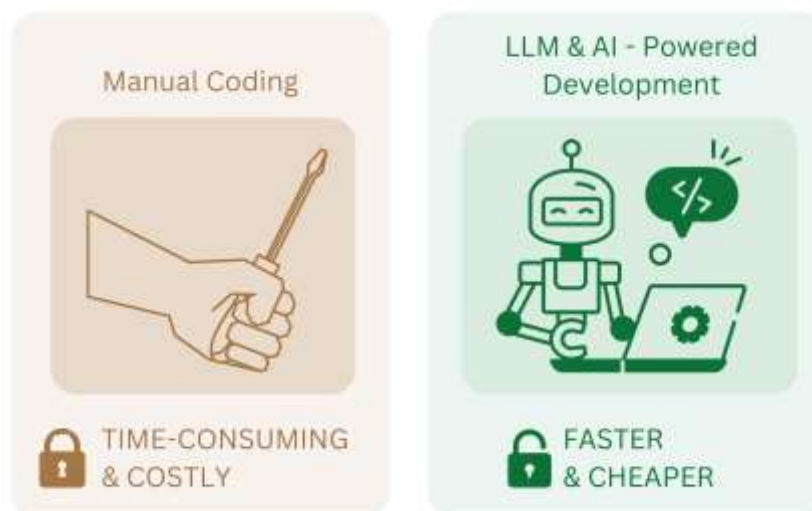 Manual Coding
TIME-CONSUMING
& COSTLY
LLM & AI - Powered
Development
</>
FASTER
& CHEAPER